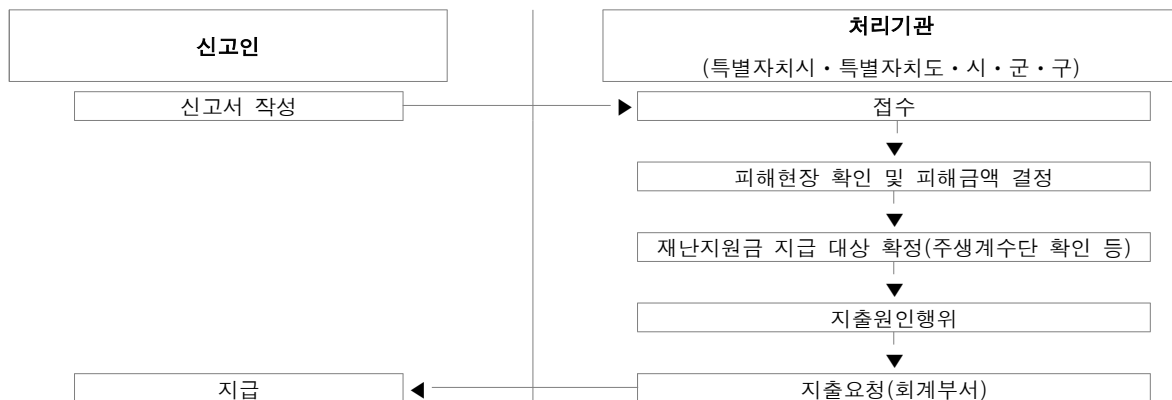 신고인
처리기관
(특별자치시・특별자치도・시・군・구)
신고서 작성
접수
피해현장 확인 및 피해금액 결정
재난지원금 지급 대상 확정(주생계수단 확인 등)
지출원인행위
지급
지출요청(회계부서)